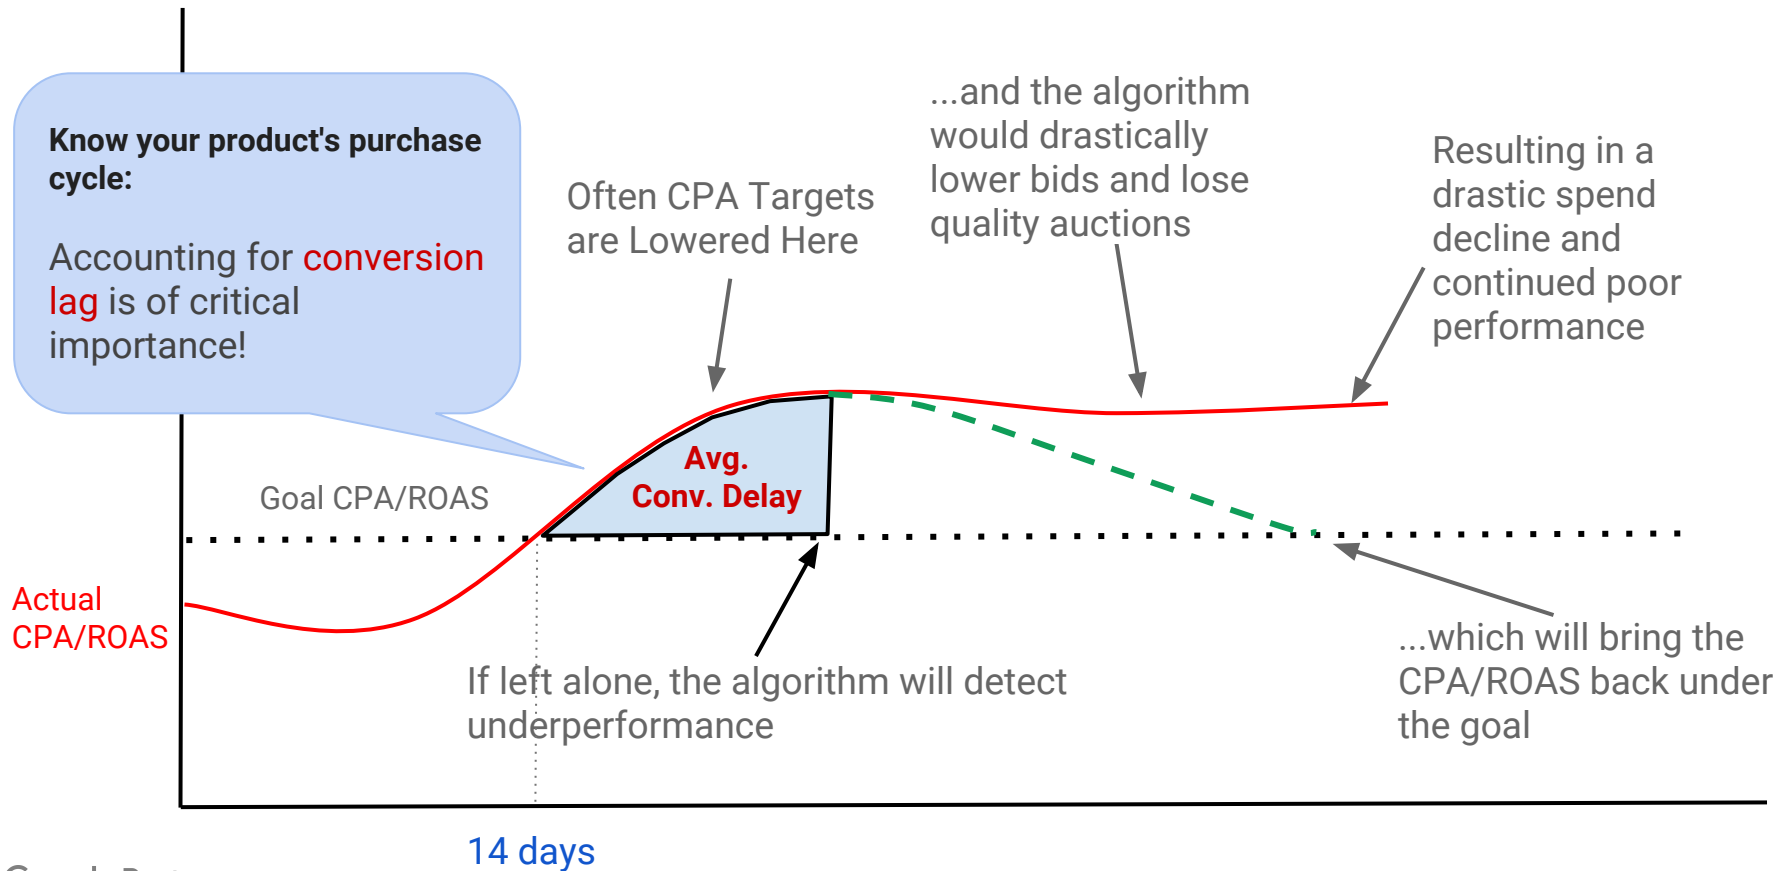 Know your product's purchase
cycle:
Accounting for conversion
lag is of critical
importance!
Often CPA Targets
are Lowered Here
...and the algorithm
would drastically
lower bids and lose
quality auctions
Resulting in a
drastic spend
decline and
continued poor
performance
Goal CPA/ROAS
Avg.
Conv. Delay
Actual
CPA/ROAS
If left alone, the algorithm will detect
underperformance
...which will bring the
CPA/ROAS back under
the goal
14 days